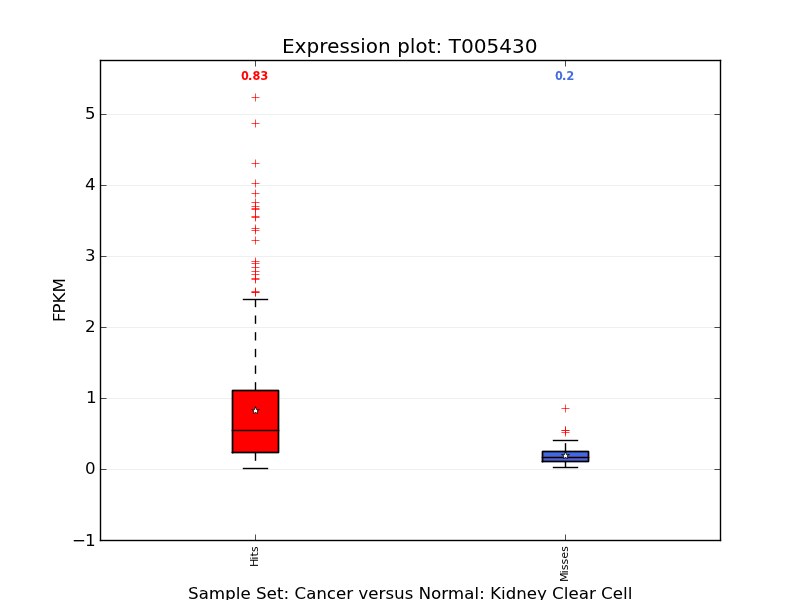 Expression plot: T005430
0.83 0.2
5
4
3
2
1
0
−1
FPKM
Hits
Misses
Sample Set: Cancer versus Normal: Kidney Clear Cell